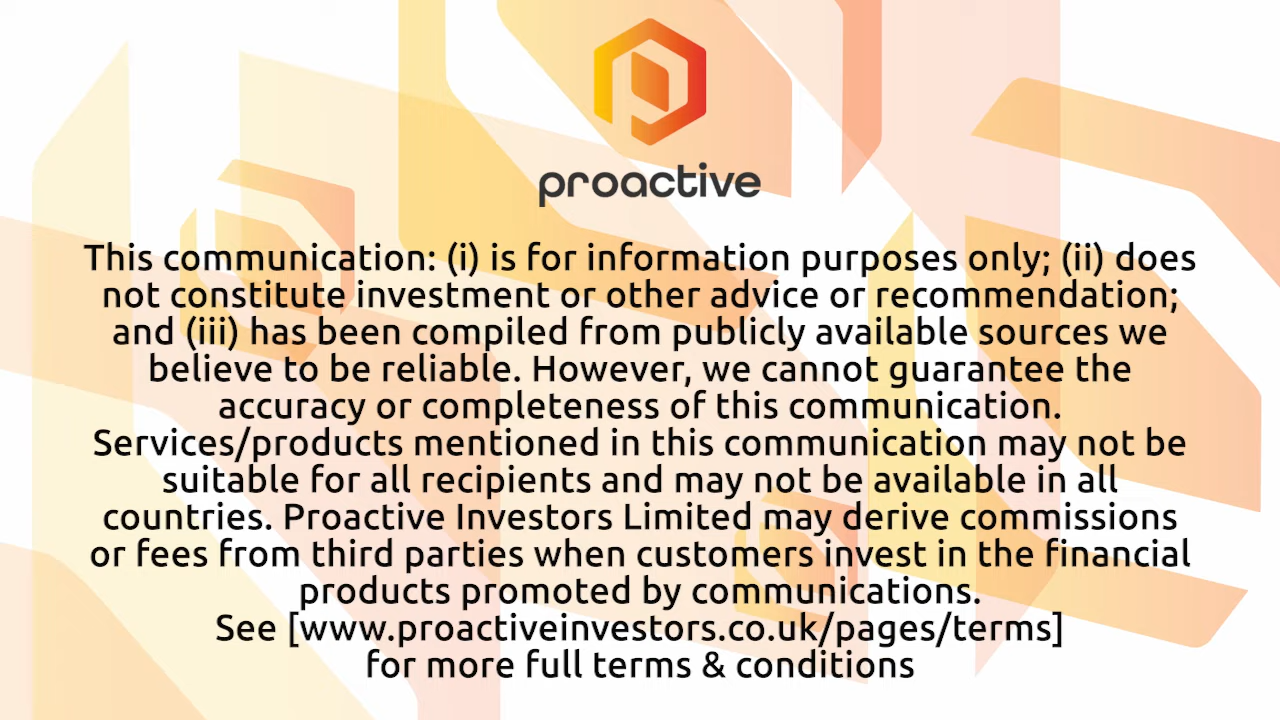 proactive
This communication: (i) is for information purposes only; (ii) does
not constitute investment or other advice or recommendation;
and (iii) has been compiled from publicly available sources we
believe to be reliable. However, we cannot guarantee the
accuracy or completeness of this communication.
Services/products mentioned in this communication may not be
suitable for all recipients and may not be available in all
countries. Proactive Investors Limited may derive commissions
or fees from third parties when customers invest in the financial
products promoted by communications.
See [www.proactiveinvestors.co.uk/pages/terms]
for more full terms & conditions